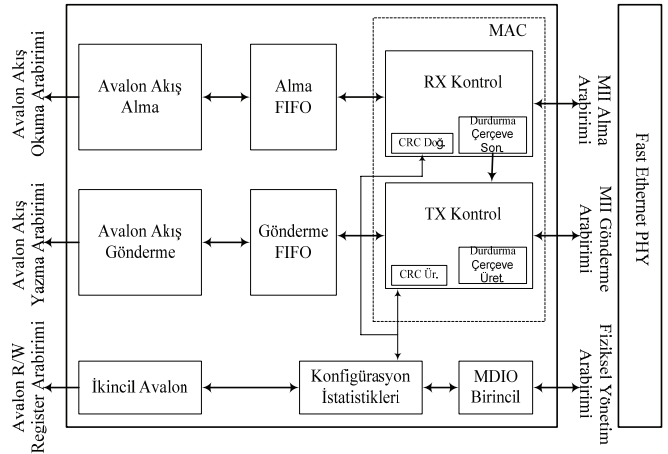 MAC
Avalon Akış
Okuma Arabirimi
Avalon Akış
Alma
Alma
FIFO
RX Kontrol
CRC Doğ.
Durdurma
Çerçeve
Son.
MII Alma
Arabirimi
Fast Ethernet PHY
Avalon Akış
Yazma Arabirimi
Avalon Akış
Gönderme
Gönderme
FIFO
TX Kontrol
CRC Ür.
Durdurma
Çerçeve
Üret.
MII Gönderme
Arabirimi
Avalon R/W
Register Arabirimi
İkincil Avalon
Konfigürasyon
İstatistikleri
MDIO
Birincil
Fiziksel Yönetim
Arabirimi